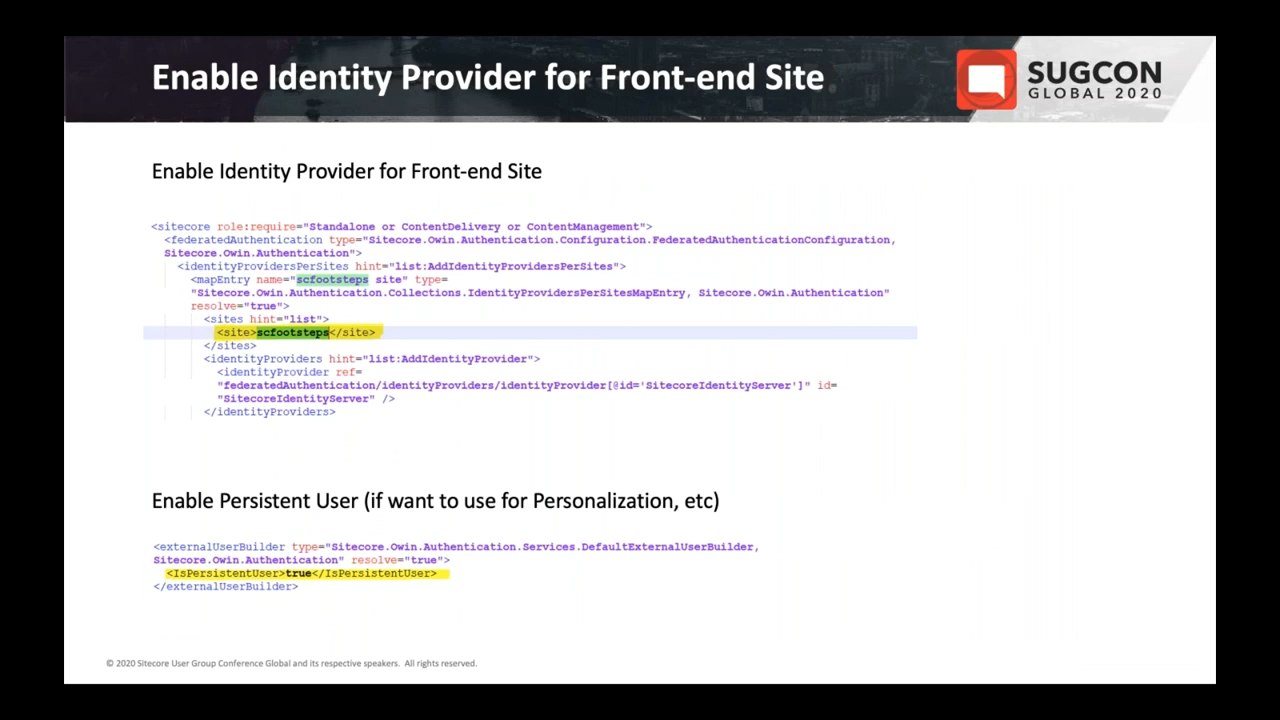 Enable Identity Provider for Front-end Site
SUGCON
GLOBAL 2020
Enable Identity Provider for Front-end Site
<sitecore role:require="Standalone or ContentDelivery or ContentManagement">
<federatedAuthentication type="Sitecore.Owin.Authentication.Configuration.FederatedAuthenticationConfiguration,
Sitecore.Owin.Authentication">
<identityProvidersPerSites hint="list:AddIdentityProvidersPerSites">
<mapEntry name="scfootsteps site" type=
"Sitecore.Owin.Authentication.Collections.IdentityProvidersPerSitesMapEntry, Sitecore.Owin.Authentication"
resolve="true">
<sites hint="list">
<site>scfootsteps</site>
</sites>
<identityProviders hint="list:AddIdentityProvider">
<identityProvider ref=
"federatedAuthentication/identityProviders/identityProvider[@id='SitecoreIdentityServer']" id=
"SitecoreIdentityServer" />
</identityProviders>
Enable Persistent User (if want to use for Personalization, etc)
<externalUserBuilder type="Sitecore.Owin.Authentication.Services.DefaultExternalUserBuilder,
Sitecore.Owin.Authentication" resolve="true">
<IsPersistentUser>true</IsPersistentUser>
</externalUserBuilder>
© 2020 Sitecore User Group Conference Global and its respective speakers. All rights reserved.